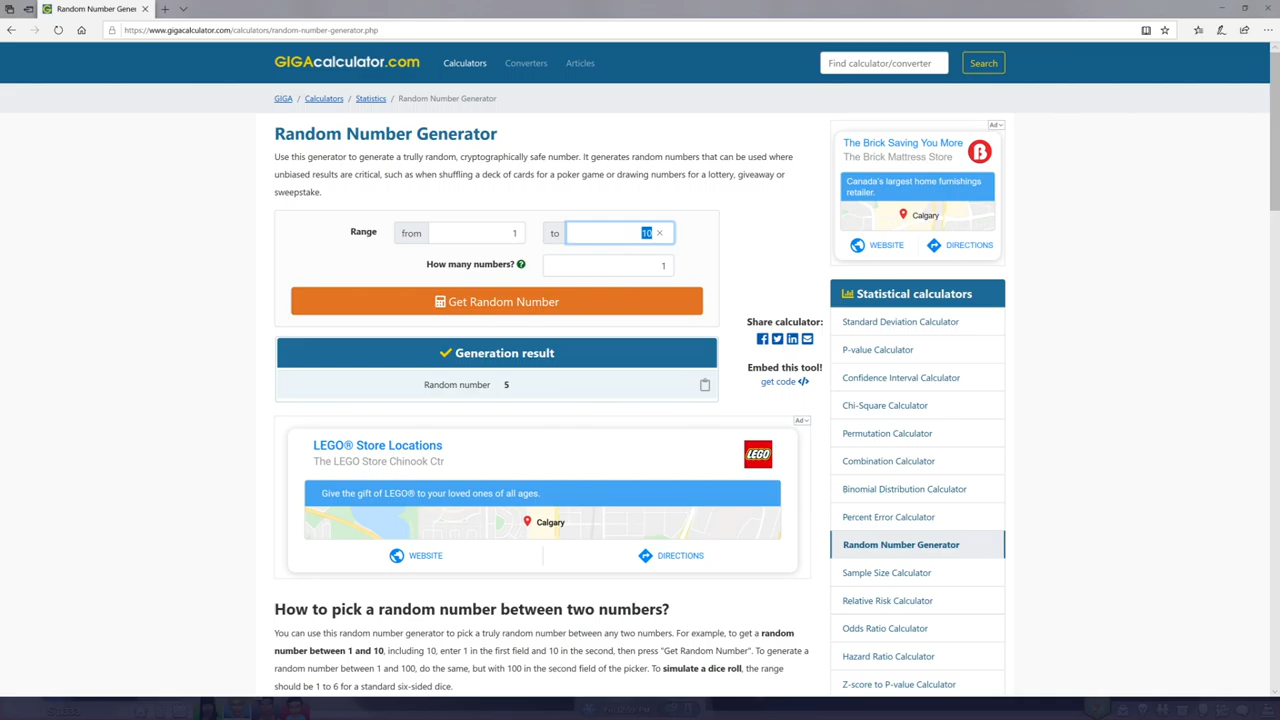 Random Number Gener
https://www.gigacalculator.com/calculators/random-number-generator.php
GIGAcalculator.com
Calculators
Converters
Articles
Find calculator/converter
Search
GIGA / Calculators / Statistics / Random Number Generator
Random Number Generator
Use this generator to generate a trully random, cryptographically safe number. It generates random numbers that can be used where
unbiased results are critical, such as when shuffling a deck of cards for a poker game or drawing numbers for a lottery, giveaway or
sweepstake.
Range from 1 to 10
How many numbers? 1
Get Random Number
Generation result
Random number 5
Share calculator:
Embed this tool!
get code
Ad
LEGO® Store Locations
The LEGO Store Chinook Ctr
LEGO
Give the gift of LEGO® to your loved ones of all ages.
Calgary
WEBSITE
DIRECTIONS
How to pick a random number between two numbers?
You can use this random number generator to pick a truly random number between any two numbers. For example, to get a random
number between 1 and 10, including 10, enter 1 in the first field and 10 in the second, then press "Get Random Number". To generate a
random number between 1 and 100, do the same, but with 100 in the second field of the picker. To simulate a dice roll, the range
should be 1 to 6 for a standard six-sided dice.
Ad
The Brick Saving You More
The Brick Mattress Store
Canada's largest home furnishings
retailer.
Calgary
WEBSITE
DIRECTIONS
Statistical calculators
Standard Deviation Calculator
P-value Calculator
Confidence Interval Calculator
Chi-Square Calculator
Permutation Calculator
Combination Calculator
Binomial Distribution Calculator
Percent Error Calculator
Random Number Generator
Sample Size Calculator
Relative Risk Calculator
Odds Ratio Calculator
Hazard Ratio Calculator
Z-score to P-value Calculator